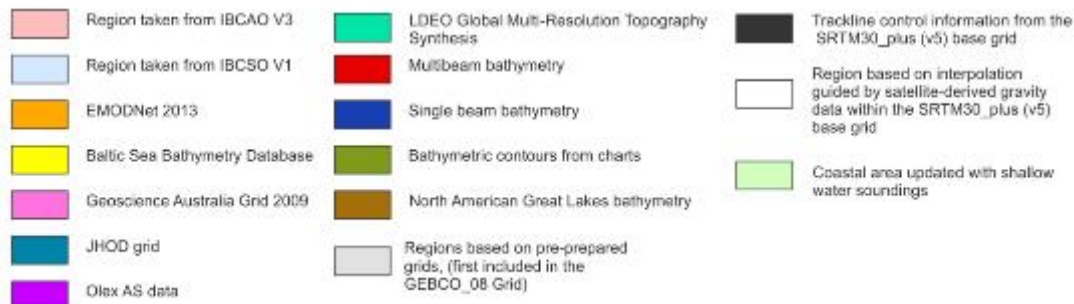 Region taken from IBCAO V3
Region taken from IBCSO V1
EMODNet 2013
Baltic Sea Bathymetry Database
Geoscience Australia Grid 2009
JHOD grid
Olex AS data
LDEO Global Multi-Resolution Topography
Synthesis
Multibeam bathymetry
Single beam bathymetry
Bathymetric contours from charts
North American Great Lakes bathymetry
Regions based on pre-prepared
grids, (first included in the
GEBCO_08 Grid)
Trackline control information from the
SRTM30_plus (v5) base grid
Region based on interpolation
guided by satellite-derived gravity
data within the SRTM30_plus (v5)
base grid
Coastal area updated with shallow
water soundings